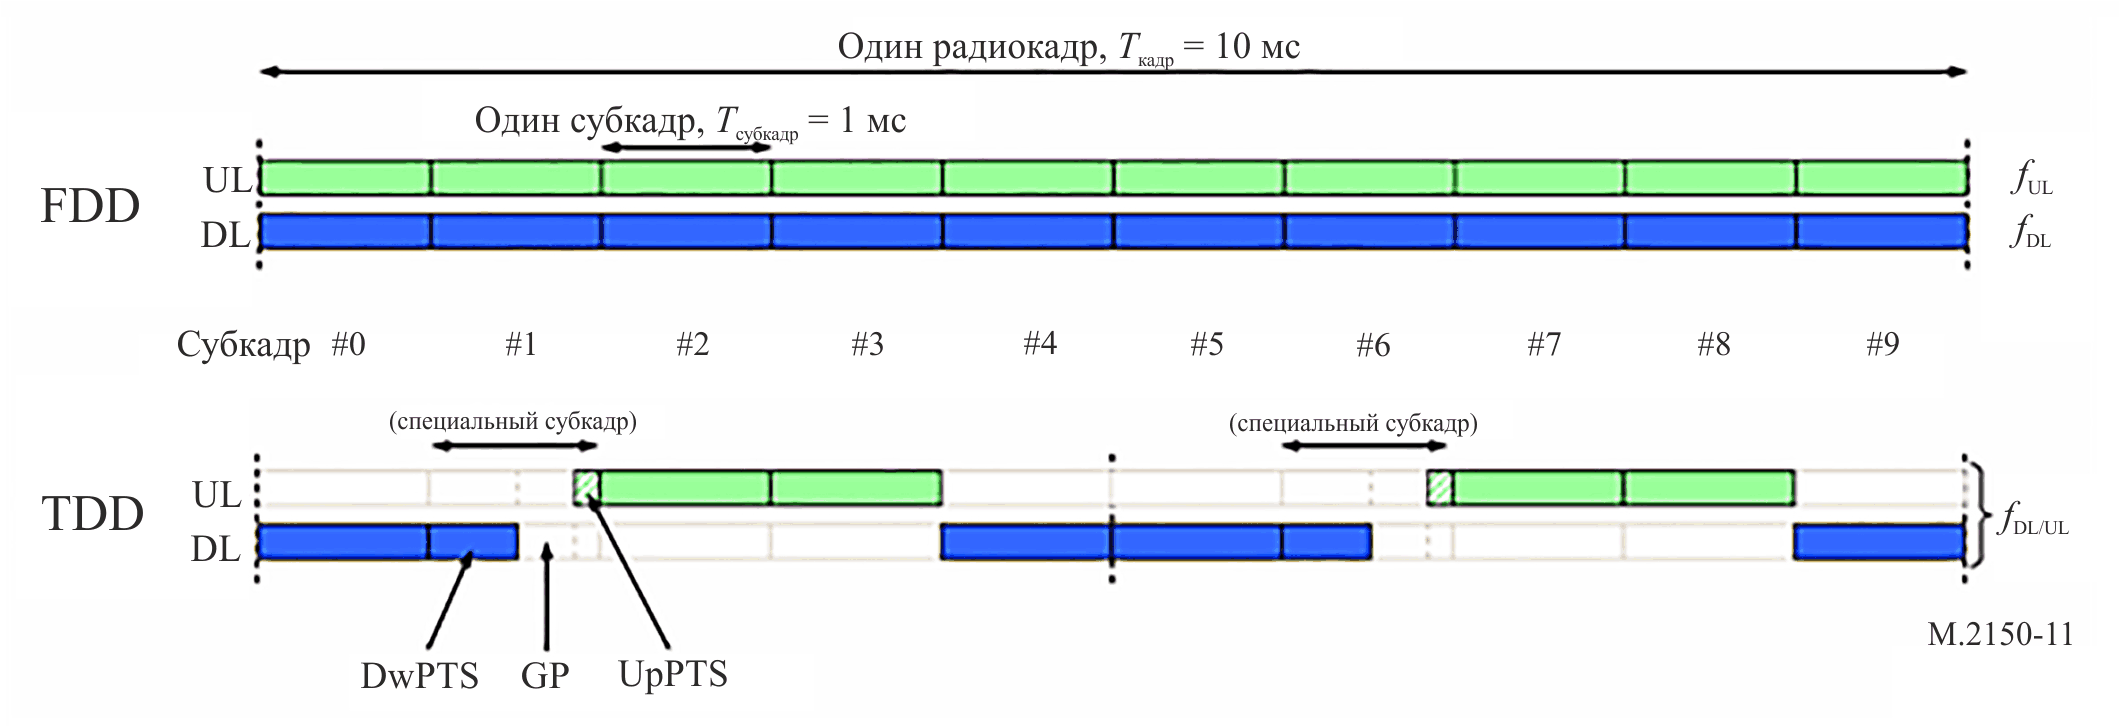 Один радиокадр, Tкадр = 10 мс
Один субкадр, Tсубкадр = 1 мс
FDD
UL
fUL
DL
fDL
Субкадр #0 #1 #2 #3 #4 #5 #6 #7 #8 #9
(специальный субкадр) (специальный субкадр)
TDD
UL
DL
fDL/UL
DwPTS GP UpPTS
M.2150-11